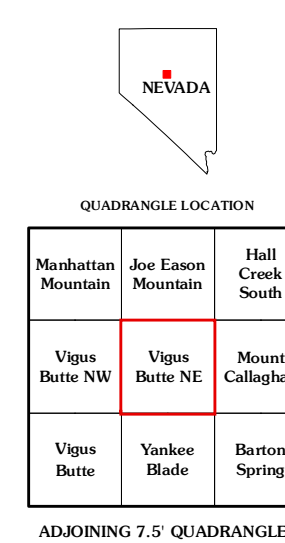 NEVADA
QUADRANGLE LOCATION
Manhattan
Mountain
Joe Eason
Mountain
Hall
Creek
South
Vigus
Butte NW
Vigus
Butte NE
Mount
Callagha
Vigus
Butte
Yankee
Blade
Barton
Spring
ADJOINING 7.5' QUADRANGLE